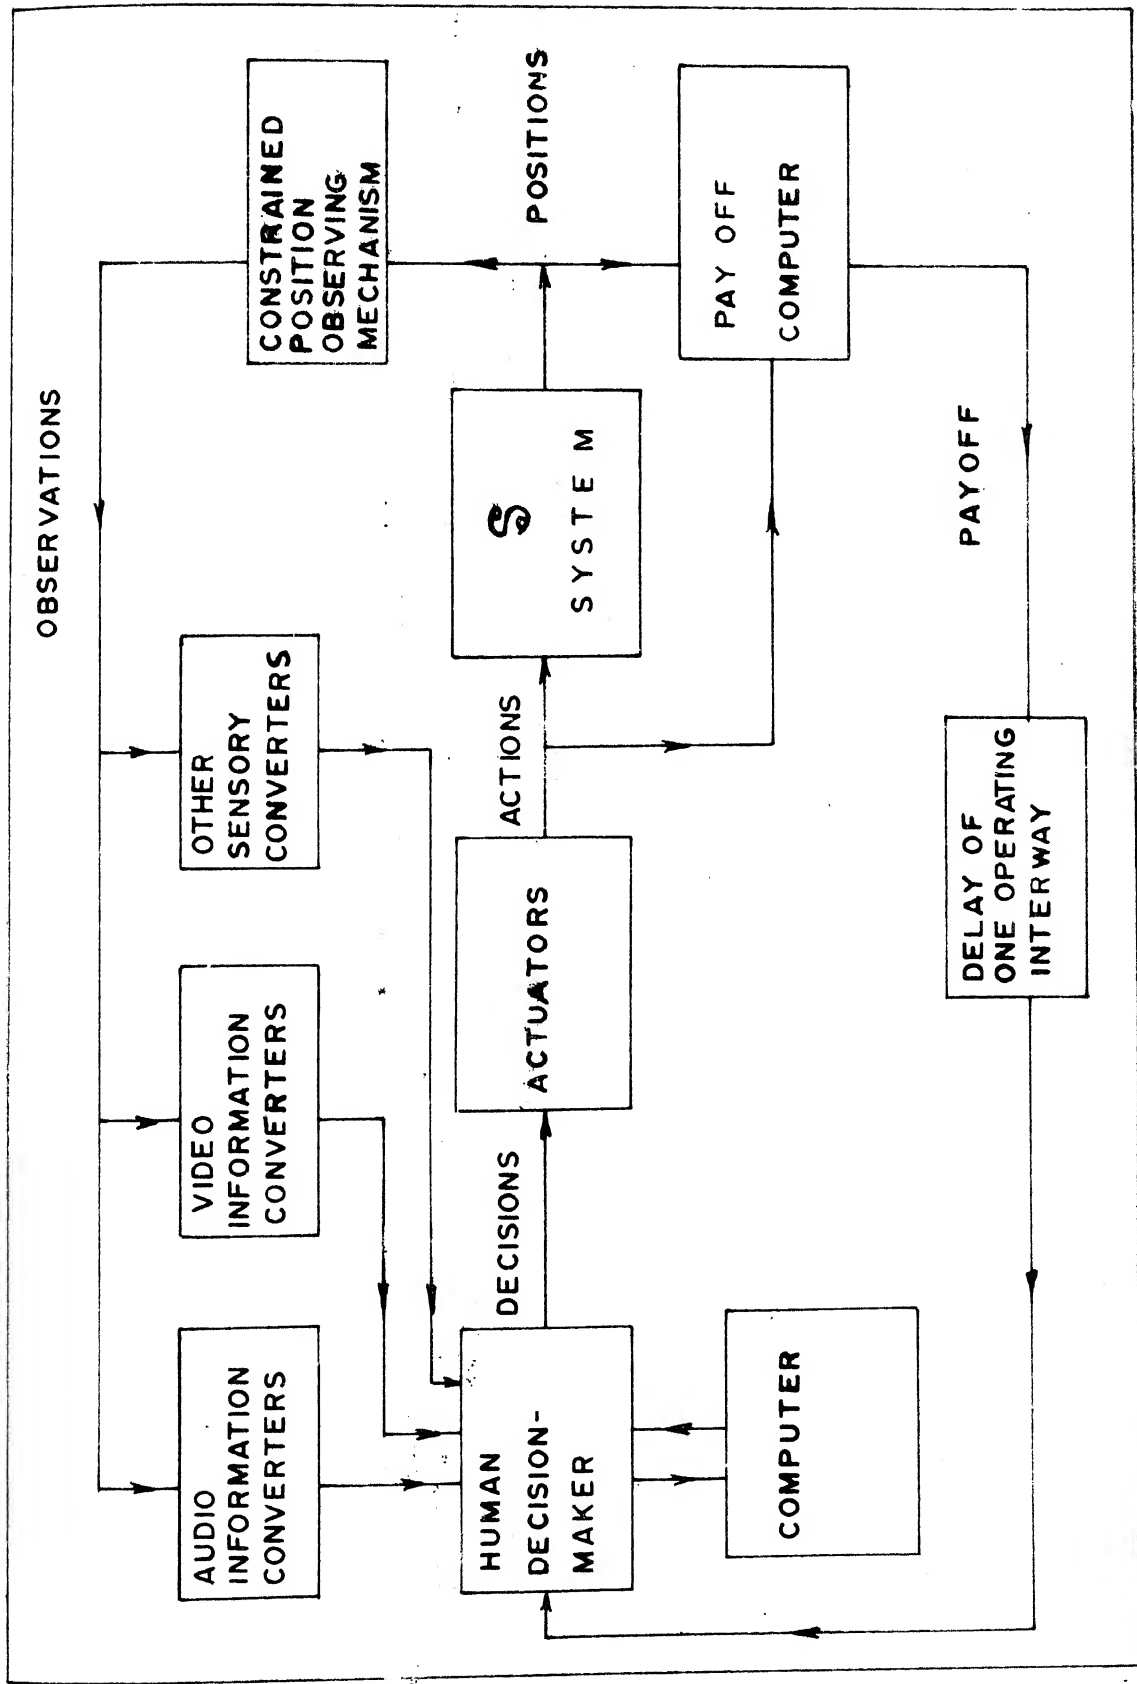 OBSERVATIONS
AUDIO
INFORMATION
CONVERTERS
VIDEO
INFORMATION
CONVERTERS
OTHER
SENSORY
CONVERTERS
CONSTRAINED
POSITION
OBSERVING
MECHANISM
HUMAN
DECISION-
MAKER
DECISIONS
ACTUATORS
ACTIONS
S
SYSTEM
POSITIONS
COMPUTER
PAY OFF
COMPUTER
PAYOFF
DELAY OF
ONE OPERATING
INTERWAY